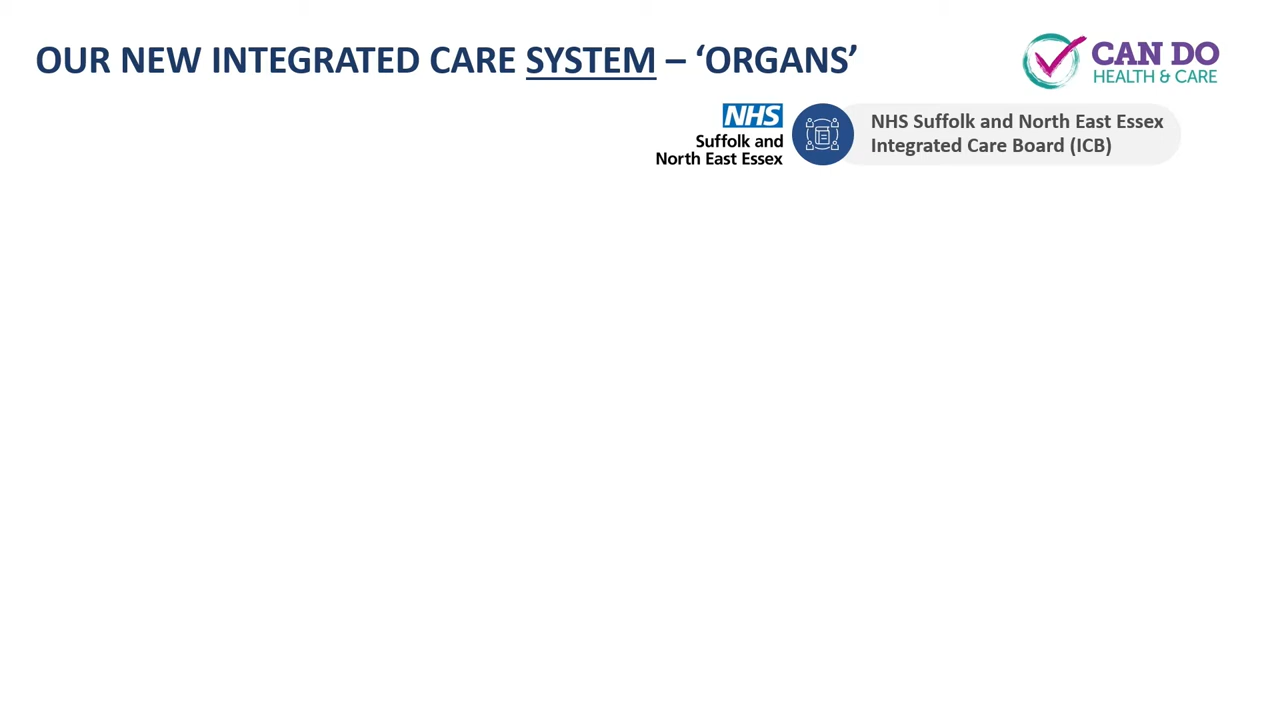 OUR NEW INTEGRATED CARE SYSTEM – ‘ORGANS’
CAN DO
HEALTH & CARE
NHS
Suffolk and
North East Essex
NHS Suffolk and North East Essex
Integrated Care Board (ICB)